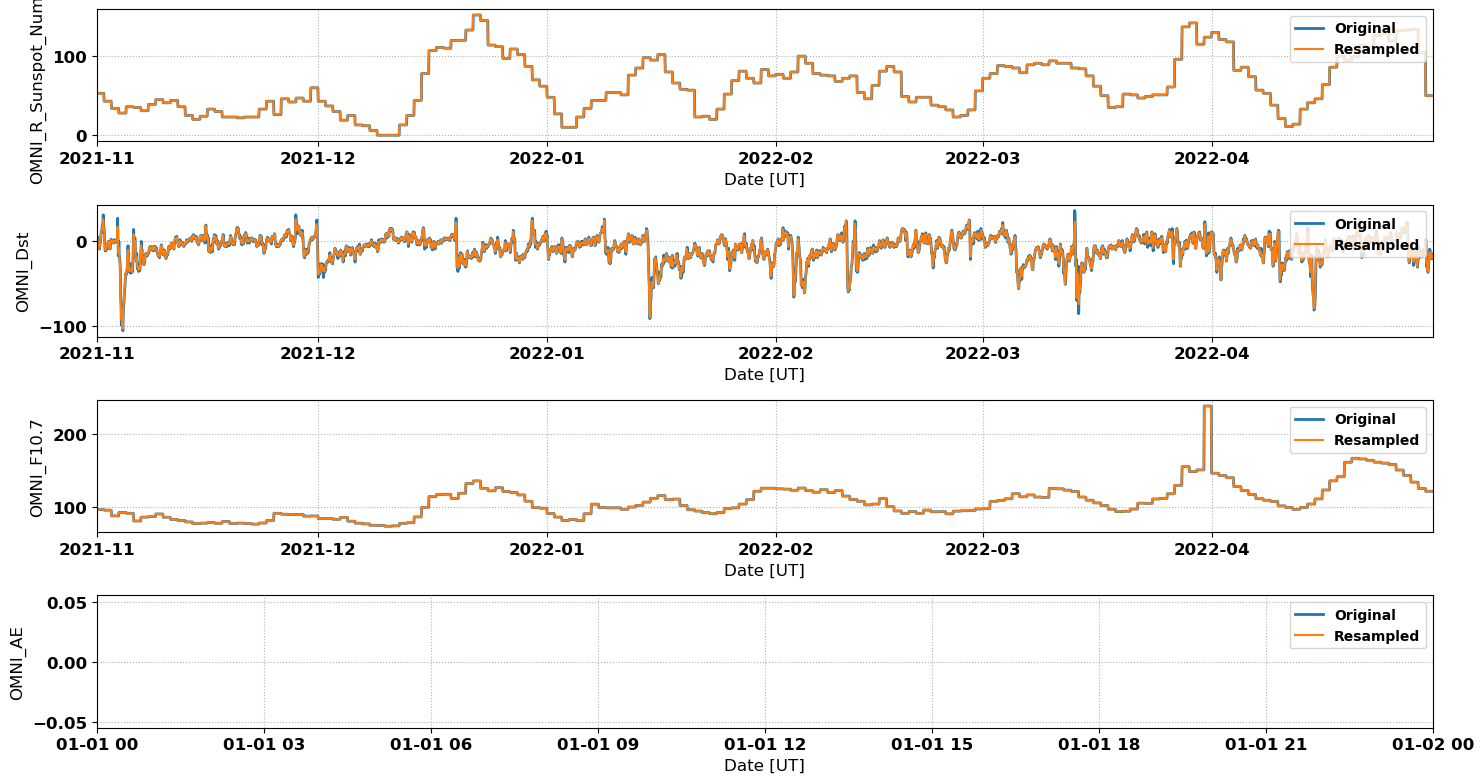 OMNI_R_Sunspot_Num
100
0
Original
Resampled
2021-11 2021-12 2022-01 2022-02 2022-03 2022-04
Date [UT]
OMNI_Dst
0
−100
Original
Resampled
2021-11 2021-12 2022-01 2022-02 2022-03 2022-04
Date [UT]
OMNI_F10.7
200
100
Original
Resampled
2021-11 2021-12 2022-01 2022-02 2022-03 2022-04
Date [UT]
OMNI_AE
0.05
0.00
−0.05
Original
Resampled
01-01 00 01-01 03 01-01 06 01-01 09 01-01 12 01-01 15 01-01 18 01-01 21 01-02 00
Date [UT]